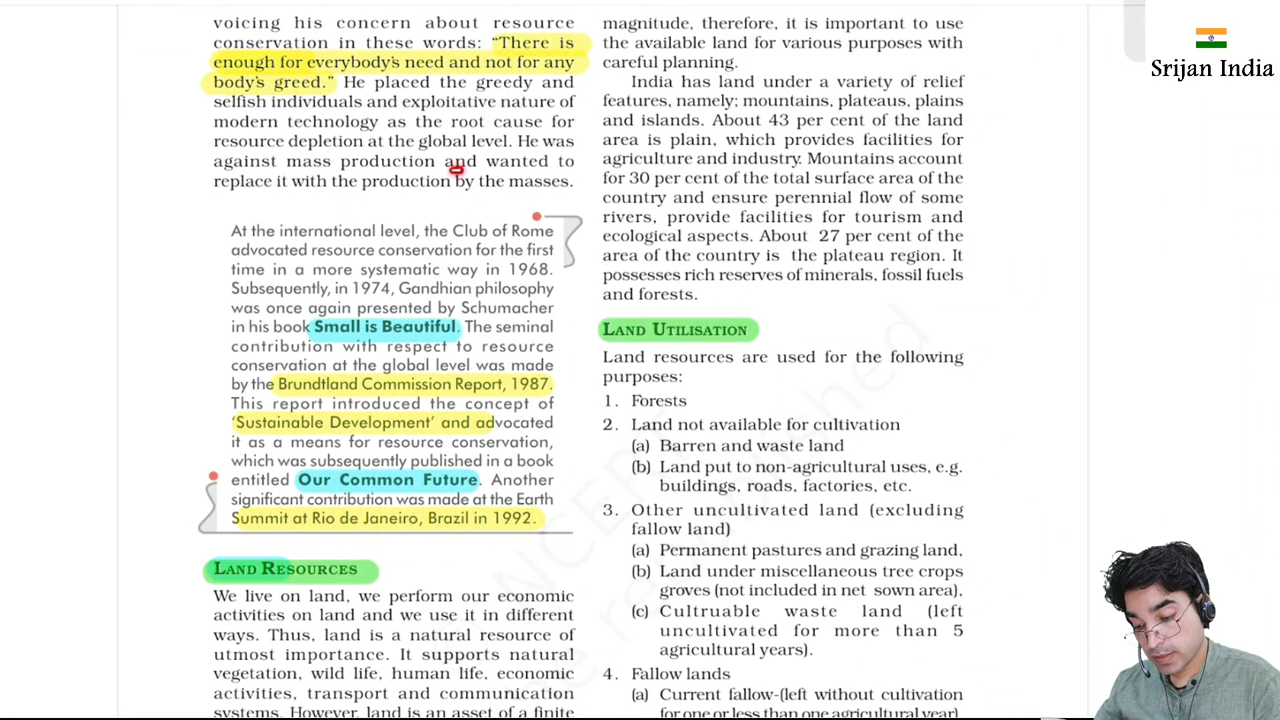 voicing his concern about resource
conservation in these words: “There is
enough for everybody’s need and not for any
body’s greed.” He placed the greedy and
selfish individuals and exploitative nature of
modern technology as the root cause for
resource depletion at the global level. He was
against mass production and wanted to
replace it with the production by the masses.
At the international level, the Club of Rome
advocated resource conservation for the first
time in a more systematic way in 1968.
Subsequently, in 1974, Gandhian philosophy
was once again presented by Schumacher
in his book Small is Beautiful. The seminal
contribution with respect to resource
conservation at the global level was made
by the Brundtland Commission Report, 1987.
This report introduced the concept of
‘Sustainable Development’ and advocated
it as a means for resource conservation,
which was subsequently published in a book
entitled Our Common Future. Another
significant contribution was made at the Earth
Summit at Rio de Janeiro, Brazil in 1992.
LAND RESOURCES
We live on land, we perform our economic
activities on land and we use it in different
ways. Thus, land is a natural resource of
utmost importance. It supports natural
vegetation, wild life, human life, economic
activities, transport and communication
systems. However, land is an asset of a finite
magnitude, therefore, it is important to use
the available land for various purposes with
careful planning.
India has land under a variety of relief
features, namely; mountains, plateaus, plains
and islands. About 43 per cent of the land
area is plain, which provides facilities for
agriculture and industry. Mountains account
for 30 per cent of the total surface area of the
country and ensure perennial flow of some
rivers, provide facilities for tourism and
ecological aspects. About 27 per cent of the
area of the country is the plateau region. It
possesses rich reserves of minerals, fossil fuels
and forests.
LAND UTILISATION
Land resources are used for the following
purposes:
1. Forests
2. Land not available for cultivation
(a) Barren and waste land
(b) Land put to non-agricultural uses, e.g.
buildings, roads, factories, etc.
3. Other uncultivated land (excluding
fallow land)
(a) Permanent pastures and grazing land,
(b) Land under miscellaneous tree crops
groves (not included in net sown area),
(c) Cultruable waste land (left
uncultivated for more than 5
agricultural years).
4. Fallow lands
(a) Current fallow-(left without cultivation
for one or less than one agricultural year),
Srijan India